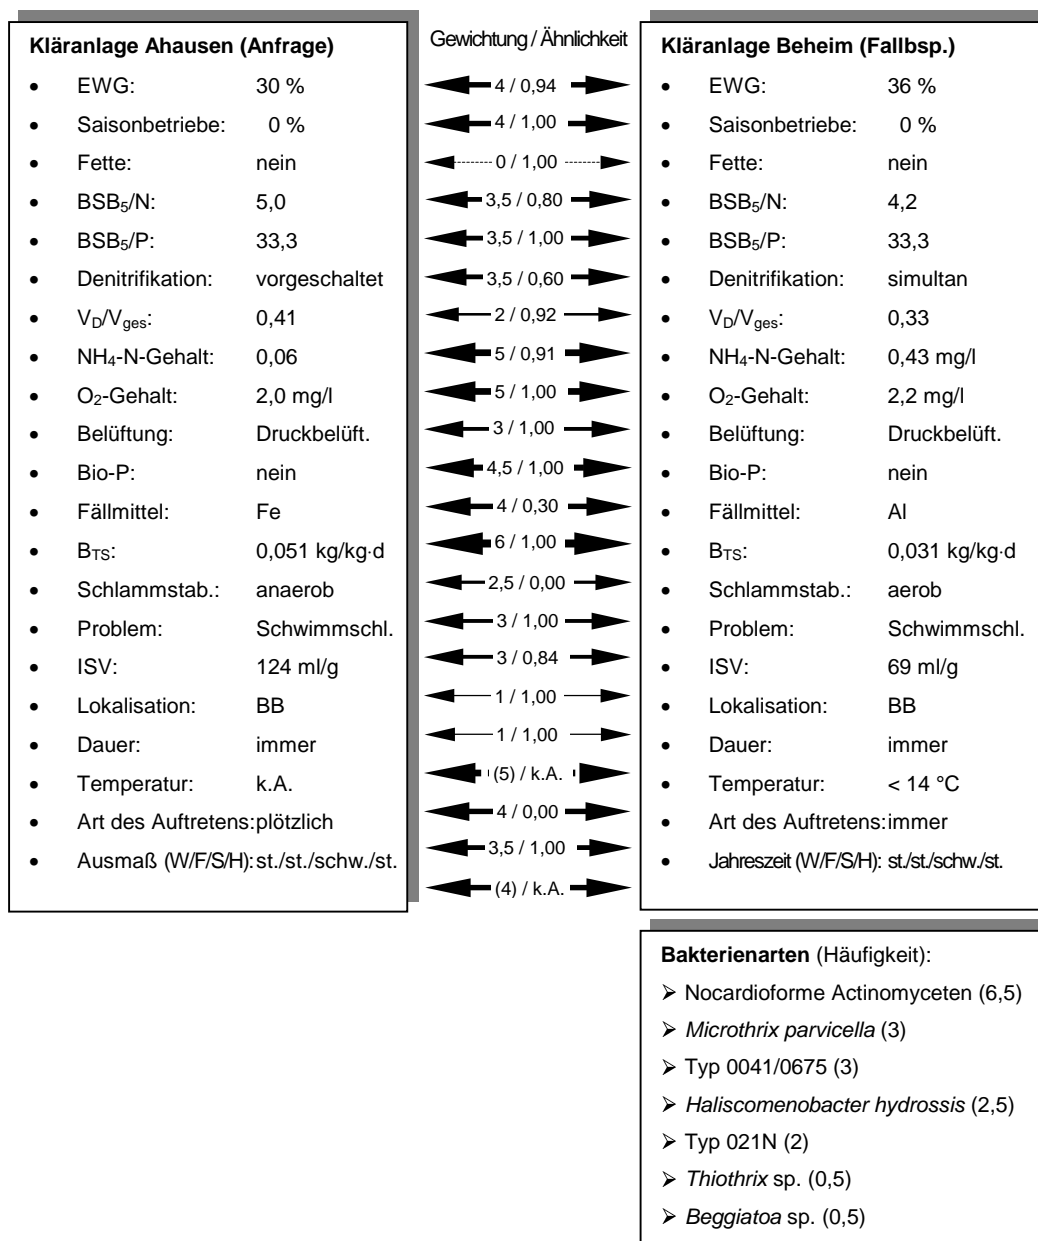 Kläranlage Ahausen (Anfrage)
• EWG: 30 %
• Saisonbetriebe: 0 %
• Fette: nein
• BSB₅/N: 5,0
• BSB₅/P: 33,3
• Denitrifikation: vorgeschaltet
• V_D/V_ges: 0,41
• NH₄-N-Gehalt: 0,06
• O₂-Gehalt: 2,0 mg/l
• Belüftung: Druckbelüft.
• Bio-P: nein
• Fällmittel: Fe
• B_TS: 0,051 kg/kg·d
• Schlammstab.: anaerob
• Problem: Schwimmschl.
• ISV: 124 ml/g
• Lokalisation: BB
• Dauer: immer
• Temperatur: k.A.
• Art des Auftretens: plötzlich
• Ausmaß (W/F/S/H): st./st./schw./st.
Gewichtung / Ähnlichkeit
4 / 0,94
4 / 1,00
0 / 1,00
3,5 / 0,80
3,5 / 1,00
3,5 / 0,60
2 / 0,92
5 / 0,91
5 / 1,00
3 / 1,00
4,5 / 1,00
4 / 0,30
6 / 1,00
2,5 / 0,00
3 / 1,00
3 / 0,84
1 / 1,00
1 / 1,00
(5) / k.A.
4 / 0,00
3,5 / 1,00
(4) / k.A.
Kläranlage Beheim (Fallbsp.)
• EWG: 36 %
• Saisonbetriebe: 0 %
• Fette: nein
• BSB₅/N: 4,2
• BSB₅/P: 33,3
• Denitrifikation: simultan
• V_D/V_ges: 0,33
• NH₄-N-Gehalt: 0,43 mg/l
• O₂-Gehalt: 2,2 mg/l
• Belüftung: Druckbelüft.
• Bio-P: nein
• Fällmittel: Al
• B_TS: 0,031 kg/kg·d
• Schlammstab.: aerob
• Problem: Schwimmschl.
• ISV: 69 ml/g
• Lokalisation: BB
• Dauer: immer
• Temperatur: < 14 °C
• Art des Auftretens: immer
• Jahreszeit (W/F/S/H): st./st./schw./st.
Bakterienarten (Häufigkeit):
➢ Nocardioforme Actinomyceten (6,5)
➢ Microthrix parvicella (3)
➢ Typ 0041/0675 (3)
➢ Haliscomenobacter hydrossis (2,5)
➢ Typ 021N (2)
➢ Thiothrix sp. (0,5)
➢ Beggiatoa sp. (0,5)